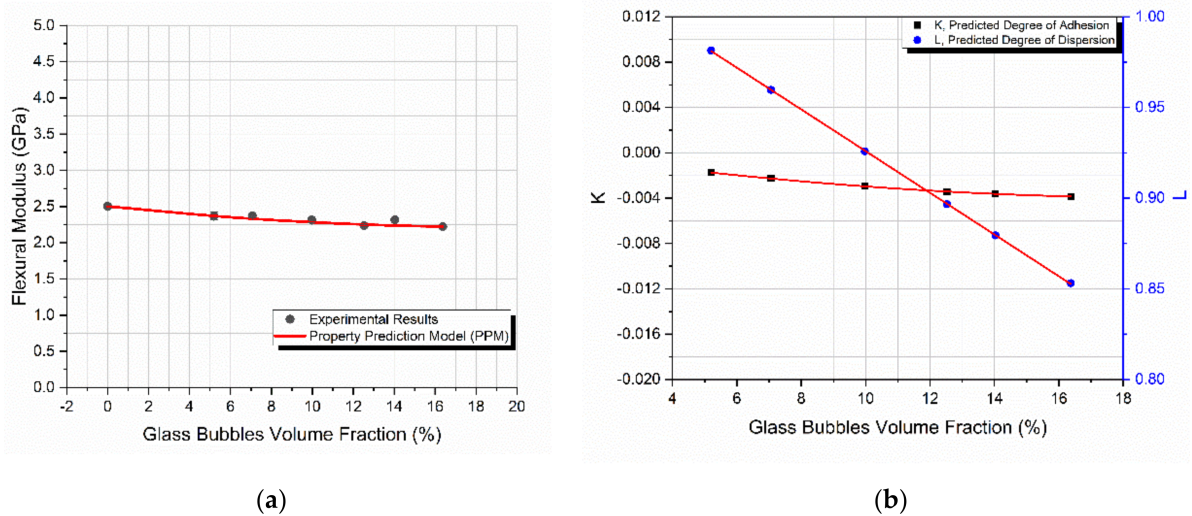 5.0
4.5
4.0
3.5
3.0
2.5
2.0
1.5
1.0
0.5
0.0
Flexural Modulus (GPa)
Experimental Results
Property Prediction Model (PPM)
-2 0 2 4 6 8 10 12 14 16 18 20
Glass Bubbles Volume Fraction (%)
(a)
0.012
0.008
0.004
0.000
-0.004
-0.008
-0.012
-0.016
-0.020
K
K, Predicted Degree of Adhesion
L, Predicted Degree of Dispersion
1.00
0.95
0.90
0.85
0.80
L
4 6 8 10 12 14 16 18
Glass Bubbles Volume Fraction (%)
(b)